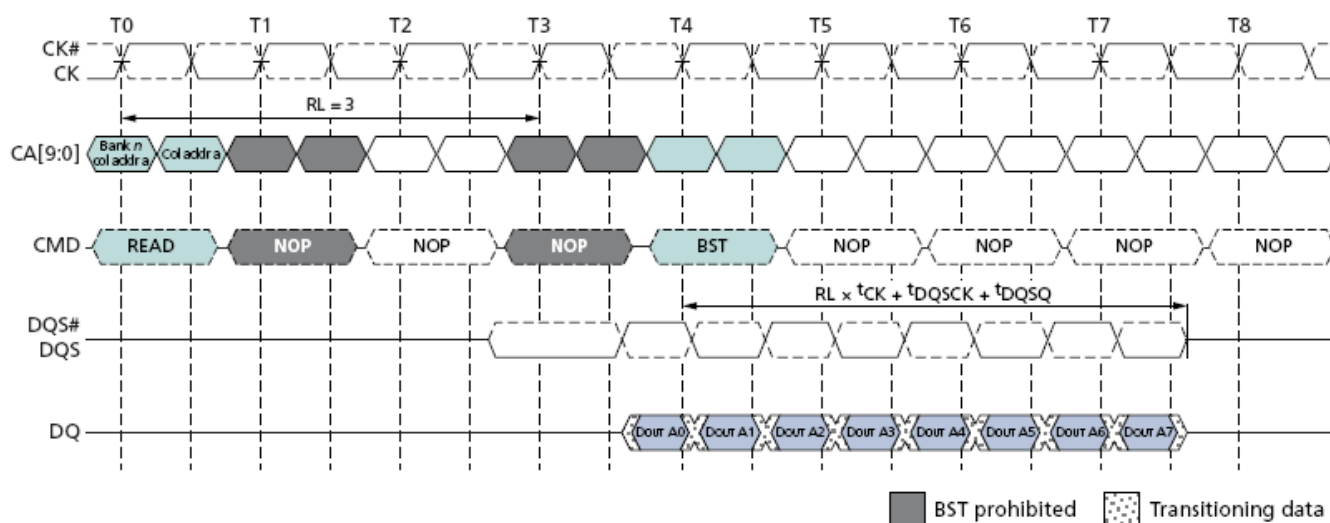 T0 T1 T2 T3 T4 T5 T6 T7 T8
CK#
CK
RL = 3
CA[9:0] Bank n col addr a Col addr a
CMD READ NOP NOP NOP BST NOP NOP NOP NOP
RL × tCK + tDQSCK + tDQSQ
DQS#
DQS
DQ DOUT A0 DOUT A1 DOUT A2 DOUT A3 DOUT A4 DOUT A5 DOUT A6 DOUT A7
BST prohibited Transitioning data